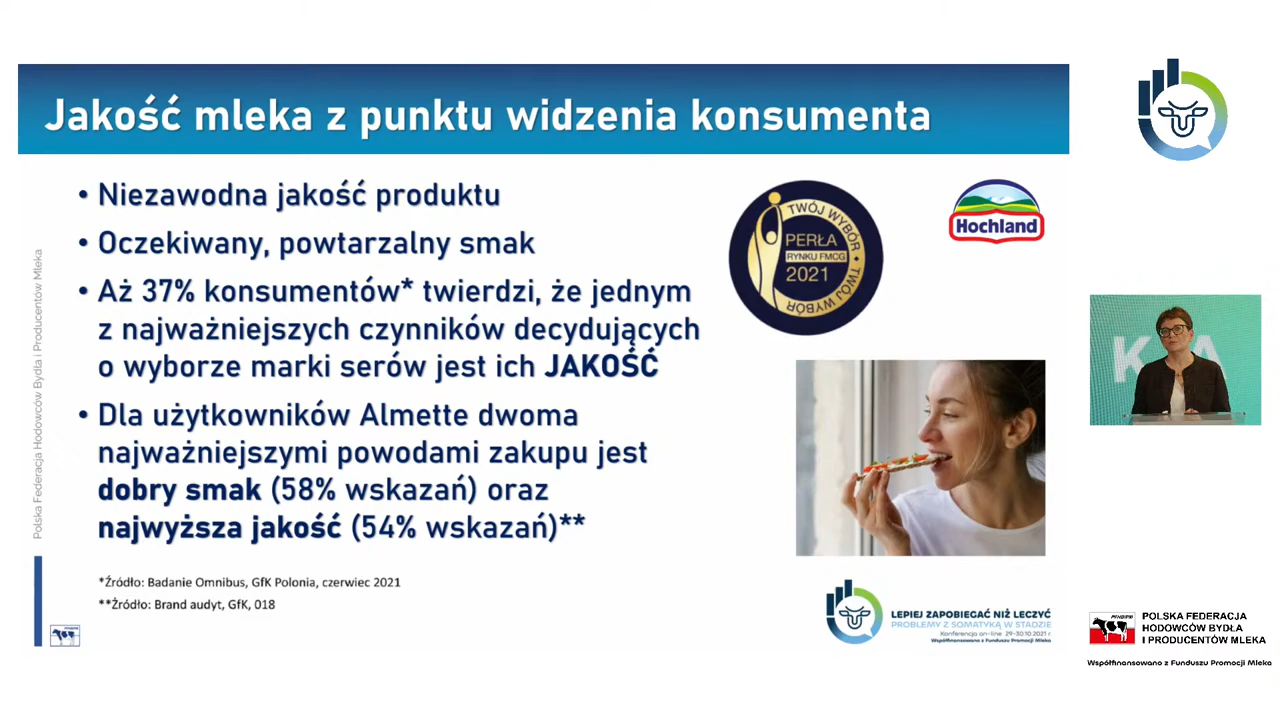 Jakość mleka z punktu widzenia konsumenta
• Niezawodna jakość produktu
• Oczekiwany, powtarzalny smak
• Aż 37% konsumentów* twierdzi, że jednym
z najważniejszych czynników decydujących
o wyborze marki serów jest ich JAKOŚĆ
• Dla użytkowników Almette dwoma
najważniejszymi powodami zakupu jest
dobry smak (58% wskazań) oraz
najwyższa jakość (54% wskazań)**
*Źródło: Badanie Omnibus, GfK Polonia, czerwiec 2021
**Źródło: Brand audyt, GfK, 018
Polska Federacja Hodowców Bydła i Producentów Mleka
TWÓJ WYBÓR • TWÓJ WYBÓR
PERŁA
RYNKU FMCG
2021
Hochland
LEPIEJ ZAPOBIEGAĆ NIŻ LECZYĆ
PROBLEMY Z SOMATYKĄ W STADZIE
Konferencja on-line 29-30.10.2021 r.
Współfinansowano z Funduszu Promocji Mleka
POLSKA FEDERACJA
HODOWCÓW BYDŁA
I PRODUCENTÓW MLEKA
Współfinansowano z Funduszu Promocji Mleka